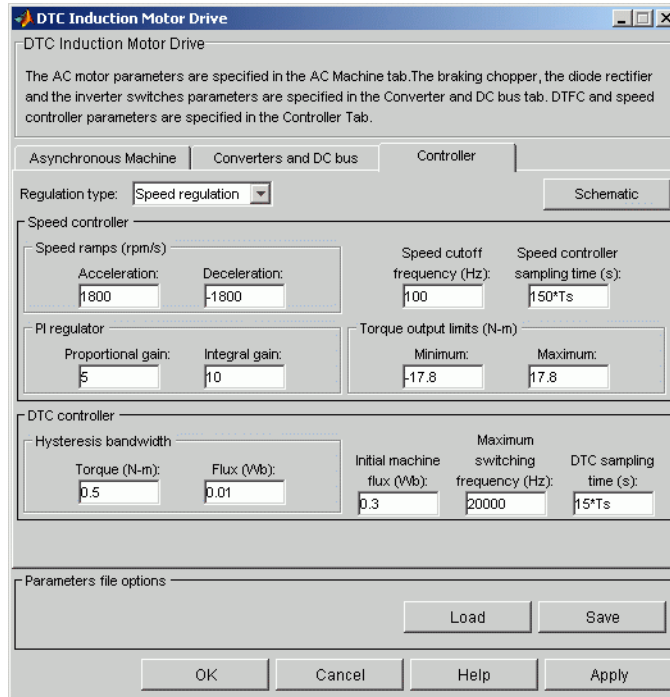 DTC Induction Motor Drive
DTC Induction Motor Drive
The AC motor parameters are specified in the AC Machine tab.The braking chopper, the diode rectifier
and the inverter switches parameters are specified in the Converter and DC bus tab. DTFC and speed
controller parameters are specified in the Controller Tab.
Asynchronous Machine
Converters and DC bus
Controller
Regulation type:
Speed regulation
Schematic
Speed controller
Speed ramps (rpm/s)
Acceleration:
1800
Deceleration:
-1800
Speed cutoff
frequency (Hz):
100
Speed controller
sampling time (s):
150*Ts
PI regulator
Proportional gain:
5
Integral gain:
10
Torque output limits (N-m)
Minimum:
-17.8
Maximum:
17.8
DTC controller
Hysteresis bandwidth
Torque (N-m):
0.5
Flux (Wb):
0.01
Initial machine
flux (Wb):
0.3
Maximum
switching
frequency (Hz):
20000
DTC sampling
time (s):
15*Ts
Parameters file options
Load
Save
OK
Cancel
Help
Apply